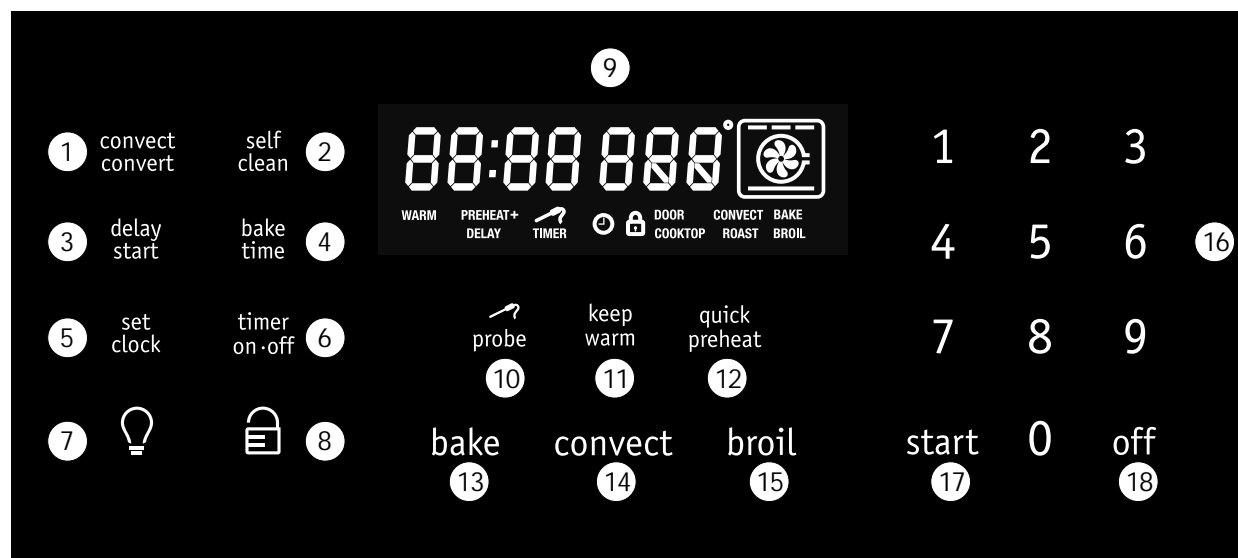 9
1 convect convert
self clean 2
88:88 888°
WARM PREHEAT+ DELAY TIMER DOOR COOKTOP CONVECT ROAST BAKE BROIL
1 2 3
3 delay start
bake time 4
4 5 6 16
5 set clock
timer on·off 6
probe 10
keep warm 11
quick preheat 12
7 8 9
7
8
bake 13
convect 14
broil 15
start 17
0
off 18